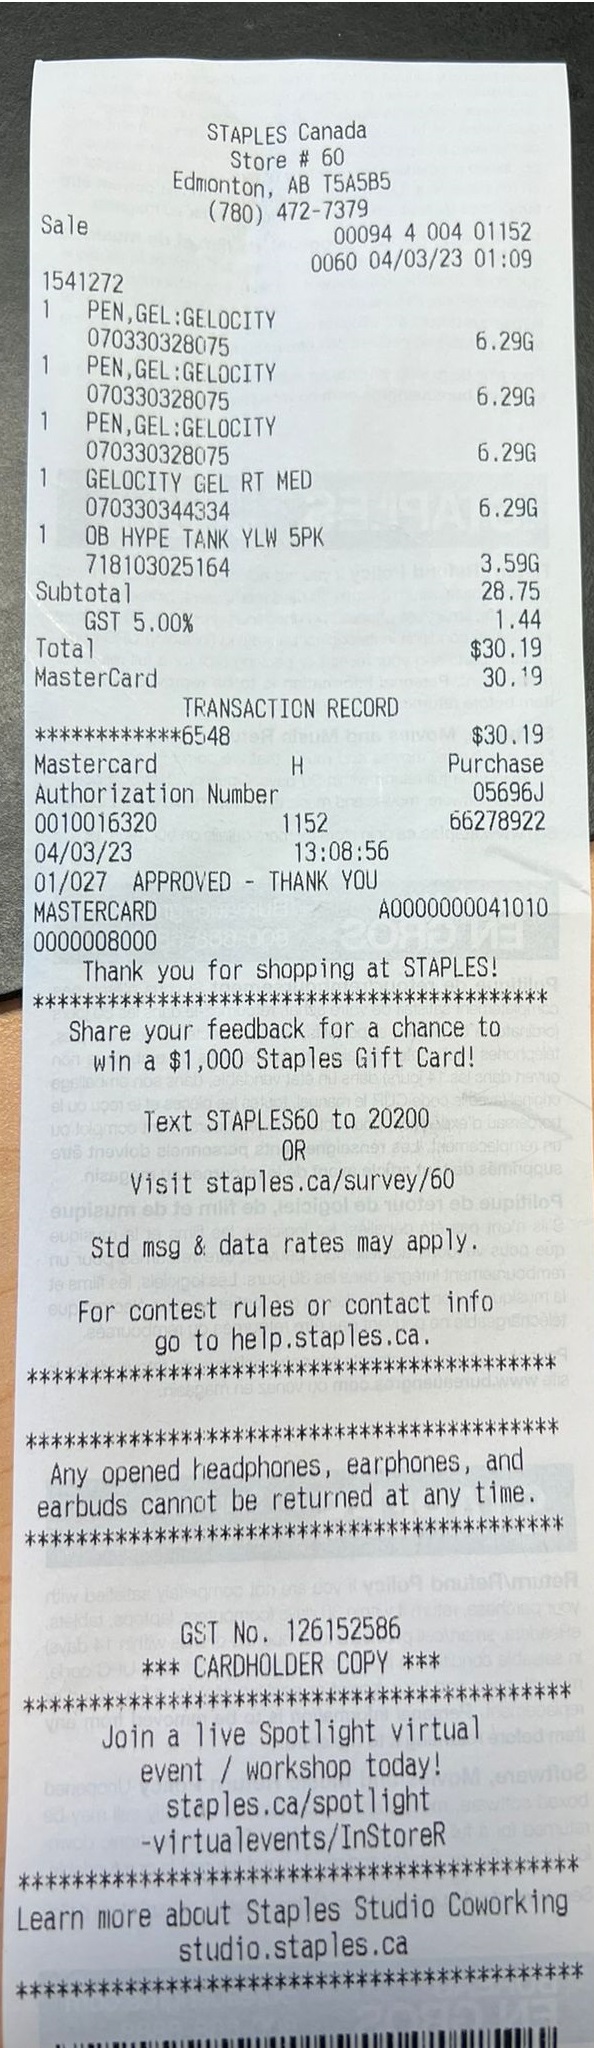 STAPLES Canada
Store # 60
Edmonton, AB T5A5B5
(780) 472-7379
Sale 00094 4 004 01152
0060 04/03/23 01:09
1541272
1 PEN,GEL:GELOCITY
070330328075 6.29G
1 PEN,GEL:GELOCITY
070330328075 6.29G
1 PEN,GEL:GELOCITY
070330328075 6.29G
1 GELOCITY GEL RT MED
070330344334 6.29G
1 OB HYPE TANK YLW 5PK
718103025164 3.59G
Subtotal 28.75
GST 5.00% 1.44
Total $30.19
MasterCard 30.19
TRANSACTION RECORD
************6548 $30.19
Mastercard H Purchase
Authorization Number 05696J
0010016320 1152 66278922
04/03/23 13:08:56
01/027 APPROVED - THANK YOU
MASTERCARD A0000000041010
0000008000
Thank you for shopping at STAPLES!
******************************************
Share your feedback for a chance to
win a $1,000 Staples Gift Card!
Text STAPLES60 to 20200
OR
Visit staples.ca/survey/60
Std msg & data rates may apply.
For contest rules or contact info
go to help.staples.ca.
******************************************
******************************************
Any opened headphones, earphones, and
earbuds cannot be returned at any time.
******************************************
GST No. 126152586
*** CARDHOLDER COPY ***
******************************************
Join a live Spotlight virtual
event / workshop today!
staples.ca/spotlight
-virtualevents/InStoreR
******************************************
Learn more about Staples Studio Coworking
studio.staples.ca
******************************************